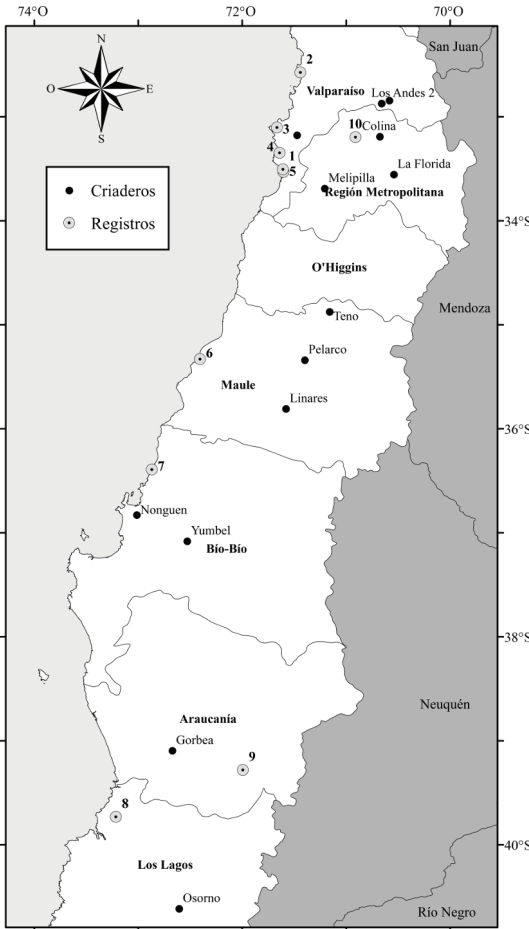 74°O 72°O 70°O
N
O E
S
Criaderos
Registros
San Juan
2
Valparaíso
Los Andes 2
3
10 Colina
4
1
5
La Florida
Melipilla
Región Metropolitana
34°S
O'Higgins
Mendoza
Teno
6
Pelarco
Maule
Linares
36°S
7
Nonguen
Yumbel
Bío-Bío
38°S
Neuquén
Araucanía
Gorbea
9
8
40°S
Los Lagos
Osorno
Río Negro